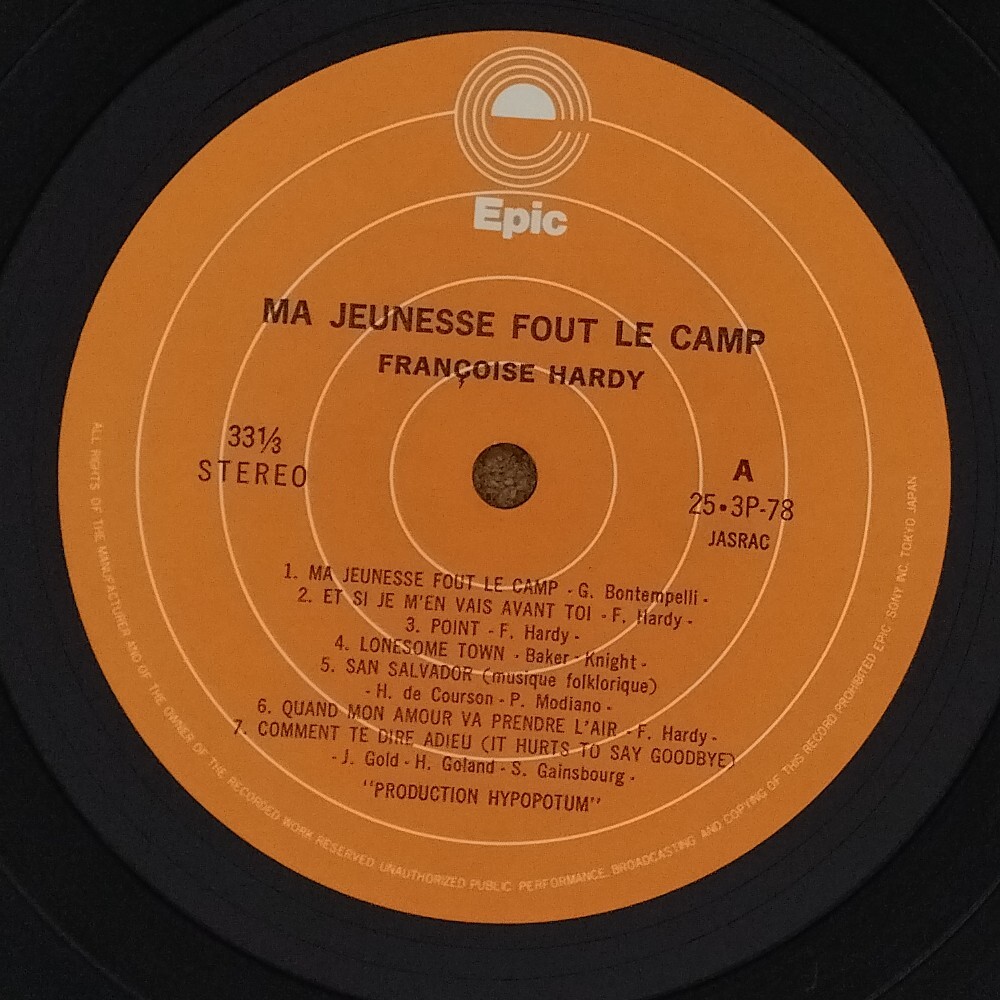 Epic
MA JEUNESSE FOUT LE CAMP
FRANÇOISE HARDY
33⅓
STEREO
A
25•3P-78
JASRAC
1. MA JEUNESSE FOUT LE CAMP - G. Bontempelli -
2. ET SI JE M'EN VAIS AVANT TOI - F. Hardy -
3. POINT - F. Hardy -
4. LONESOME TOWN - Baker - Knight -
5. SAN SALVADOR (musique folklorique)
- H. de Courson - P. Modiano -
6. QUAND MON AMOUR VA PRENDRE L'AIR - F. Hardy -
7. COMMENT TE DIRE ADIEU (IT HURTS TO SAY GOODBYE)
- J. Gold - H. Goland - S. Gainsbourg -
"PRODUCTION HYPOPOTUM"
ALL RIGHTS OF THE MANUFACTURER AND OF THE OWNER OF THE RECORDED WORK RESERVED. UNAUTHORIZED PUBLIC PERFORMANCE, BROADCASTING AND COPYING OF THIS RECORD PROHIBITED EPIC SONY INC. TOKYO JAPAN